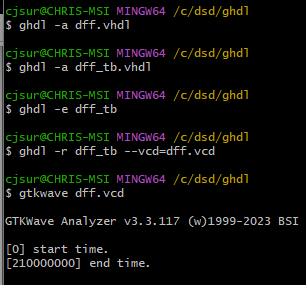 cjsur@CHRIS-MSI MINGW64 /c/dsd/ghdl
$ ghdl -a dff.vhdl
cjsur@CHRIS-MSI MINGW64 /c/dsd/ghdl
$ ghdl -a dff_tb.vhdl
cjsur@CHRIS-MSI MINGW64 /c/dsd/ghdl
$ ghdl -e dff_tb
cjsur@CHRIS-MSI MINGW64 /c/dsd/ghdl
$ ghdl -r dff_tb --vcd=dff.vcd
cjsur@CHRIS-MSI MINGW64 /c/dsd/ghdl
$ gtkwave dff.vcd
GTKWave Analyzer v3.3.117 (w)1999-2023 BSI
[0] start time.
[210000000] end time.